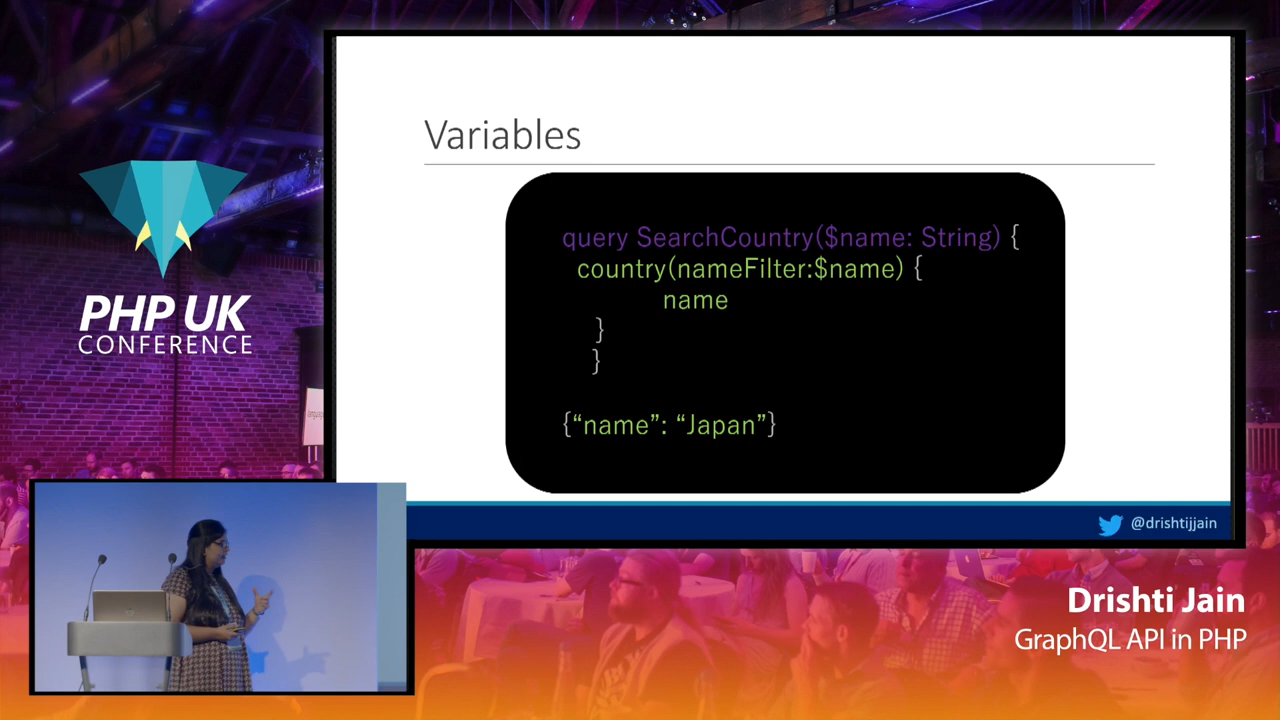 PHP UK
CONFERENCE
Variables
query SearchCountry($name: String) {
country(nameFilter:$name) {
name
}
}
{“name”: “Japan”}
@drishtijjain
Drishti Jain
GraphQL API in PHP